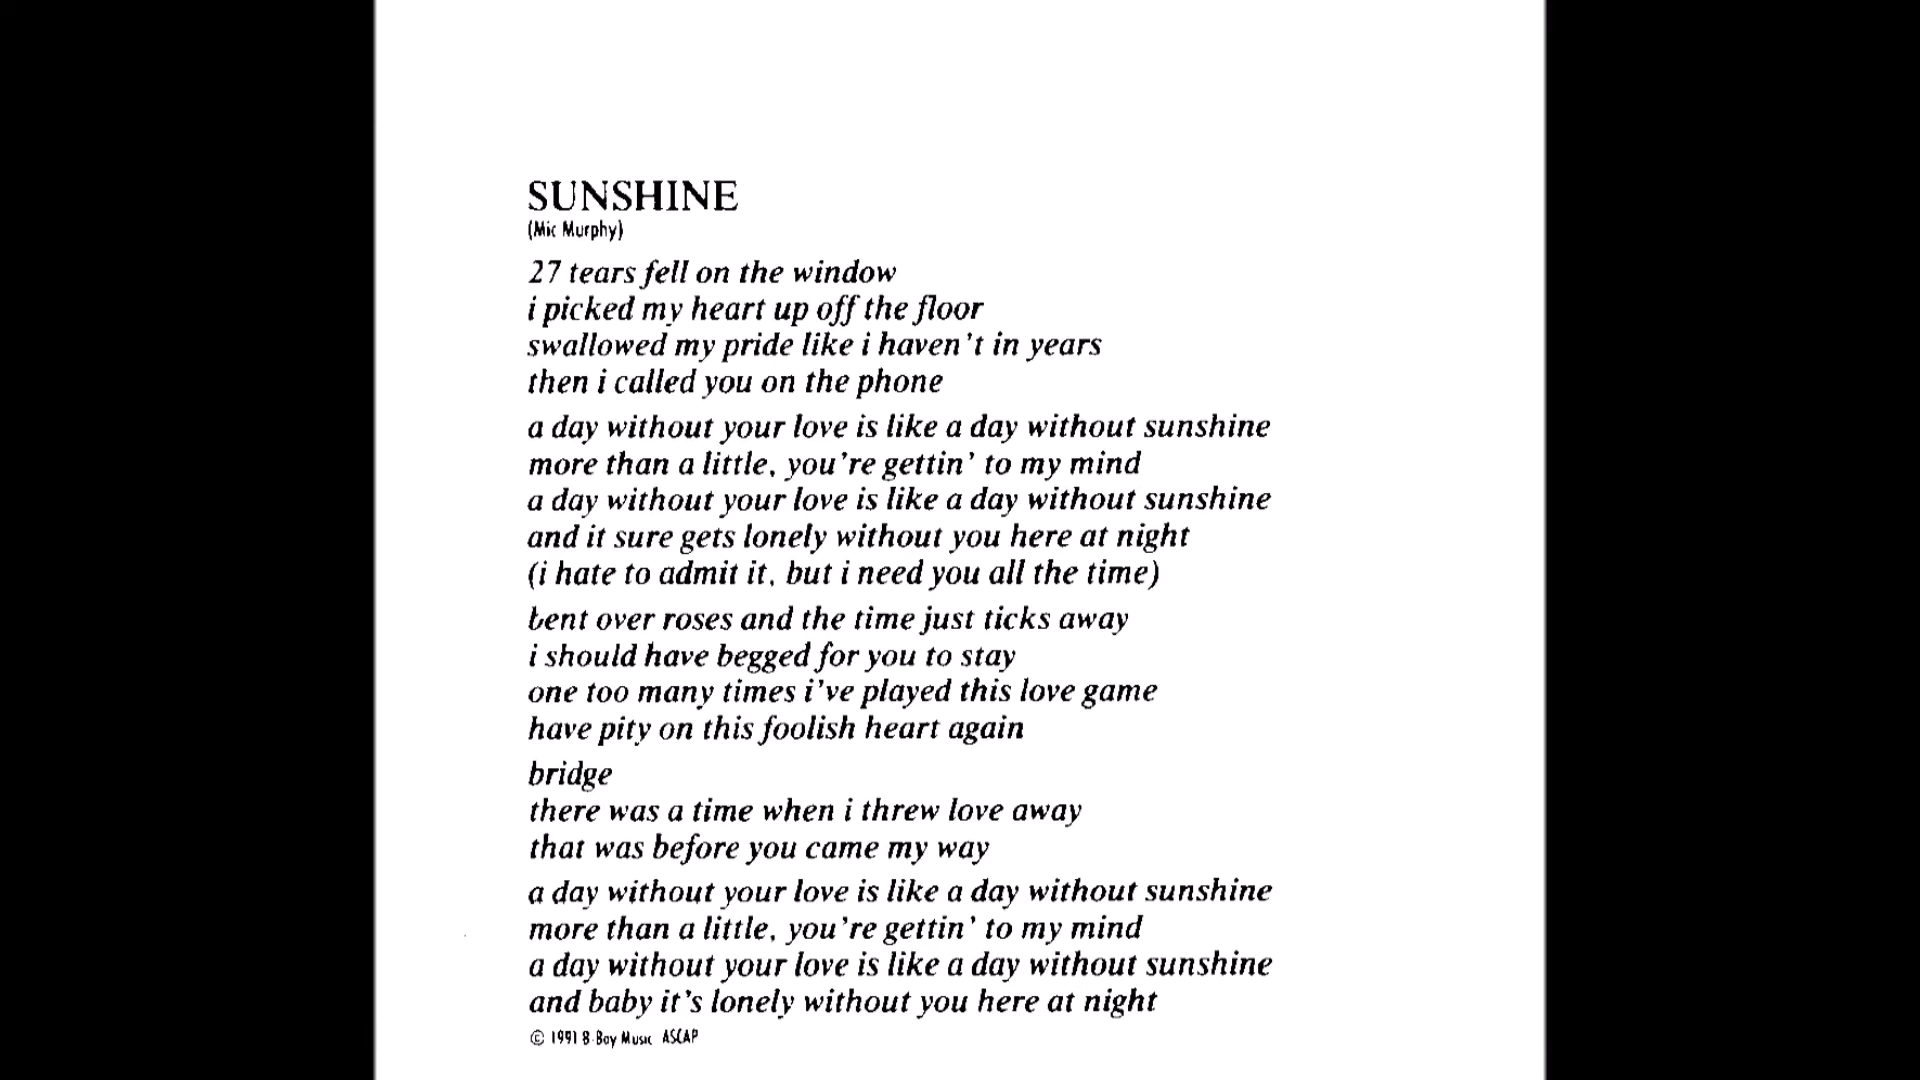 SUNSHINE
(Mic Murphy)
27 tears fell on the window
i picked my heart up off the floor
swallowed my pride like i haven't in years
then i called you on the phone
a day without your love is like a day without sunshine
more than a little, you're gettin' to my mind
a day without your love is like a day without sunshine
and it sure gets lonely without you here at night
(i hate to admit it, but i need you all the time)
bent over roses and the time just ticks away
i should have begged for you to stay
one too many times i've played this love game
have pity on this foolish heart again
bridge
there was a time when i threw love away
that was before you came my way
a day without your love is like a day without sunshine
more than a little, you're gettin' to my mind
a day without your love is like a day without sunshine
and baby it's lonely without you here at night
© 1991 B-Boy Music ASCAP